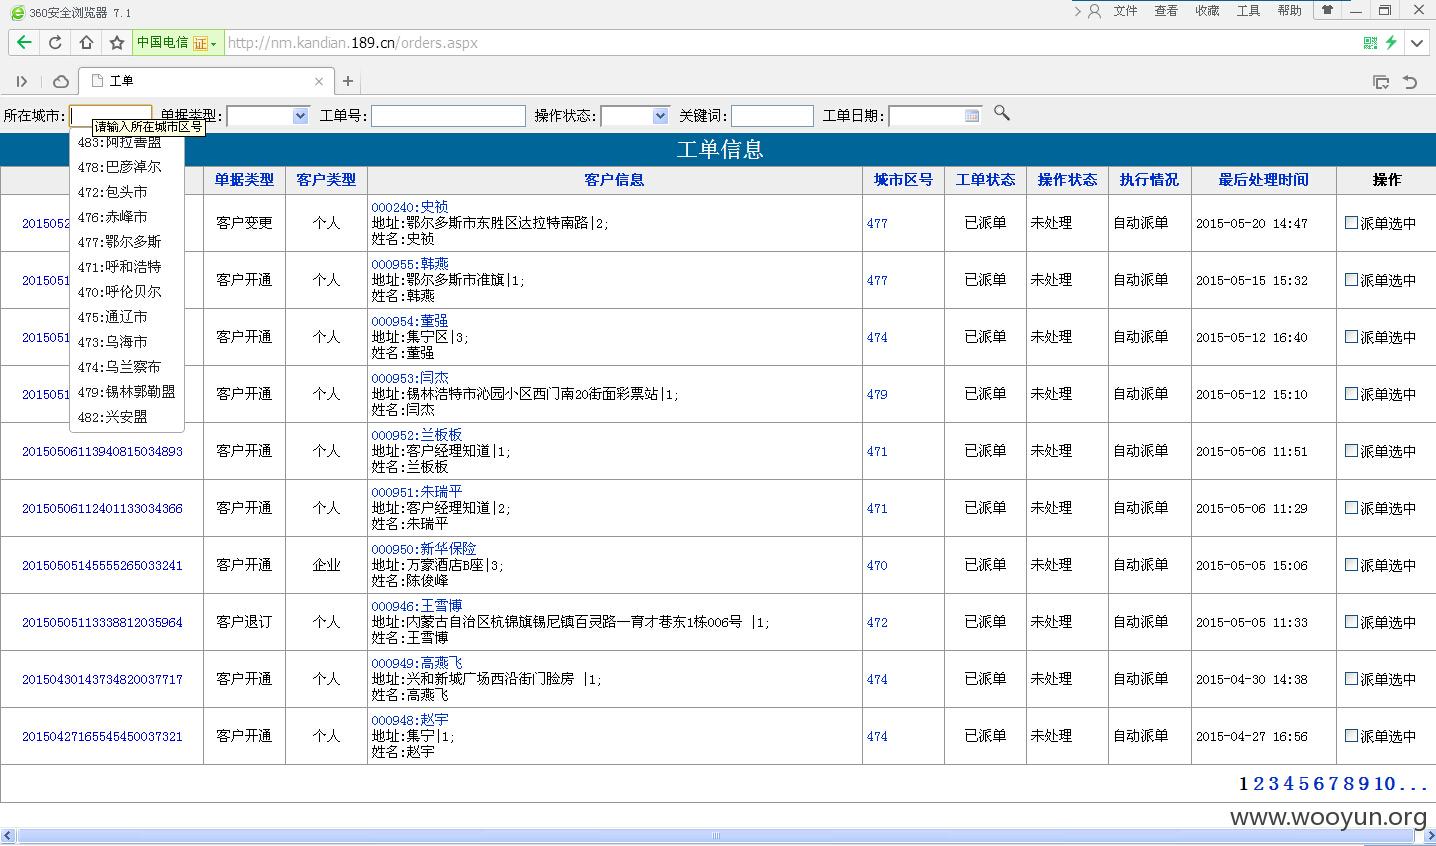 360安全浏览器 7.1
文件 查看 收藏 工具 帮助
中国电信 证 http://nm.kandian.189.cn/orders.aspx
工单
所在城市: 单据类型: 工单号: 操作状态: 关键词: 工单日期:
请输入所在城市区号
483:阿拉善盟
478:巴彦淖尔
472:包头市
476:赤峰市
477:鄂尔多斯
471:呼和浩特
470:呼伦贝尔
475:通辽市
473:乌海市
474:乌兰察布
479:锡林郭勒盟
482:兴安盟
工单信息
单据类型 客户类型 客户信息 城市区号 工单状态 操作状态 执行情况 最后处理时间 操作
000240:史祯
2015052 客户变更 个人 地址:鄂尔多斯市东胜区达拉特南路|2; 477 已派单 未处理 自动派单 2015-05-20 14:47 派单选中
姓名:史祯
000955:韩燕
2015051 客户开通 个人 地址:鄂尔多斯市准旗|1; 477 已派单 未处理 自动派单 2015-05-15 15:32 派单选中
姓名:韩燕
000954:董强
2015051 客户开通 个人 地址:集宁区|3; 474 已派单 未处理 自动派单 2015-05-12 16:40 派单选中
姓名:董强
000953:闫杰
2015051 客户开通 个人 地址:锡林浩特市沁园小区西门南20街面彩票站|1; 479 已派单 未处理 自动派单 2015-05-12 15:10 派单选中
姓名:闫杰
000952:兰板板
20150506113940815034893 客户开通 个人 地址:客户经理知道|1; 471 已派单 未处理 自动派单 2015-05-06 11:51 派单选中
姓名:兰板板
000951:朱瑞平
20150506112401133034366 客户开通 个人 地址:客户经理知道|2; 471 已派单 未处理 自动派单 2015-05-06 11:29 派单选中
姓名:朱瑞平
000950:新华保险
20150505145555265033241 客户开通 企业 地址:万蒙酒店B座|3; 470 已派单 未处理 自动派单 2015-05-05 15:06 派单选中
姓名:陈俊峰
000946:王雪博
20150505113338812035964 客户退订 个人 地址:内蒙古自治区杭锦旗锡尼镇百灵路一育才巷东1栋006号 |1; 472 已派单 未处理 自动派单 2015-05-05 11:33 派单选中
姓名:王雪博
000949:高燕飞
20150430143734820037717 客户开通 个人 地址:兴和新城广场西沿街门脸房 |1; 474 已派单 未处理 自动派单 2015-04-30 14:38 派单选中
姓名:高燕飞
000948:赵宇
20150427165545450037321 客户开通 个人 地址:集宁|1; 474 已派单 未处理 自动派单 2015-04-27 16:56 派单选中
姓名:赵宇
1 2 3 4 5 6 7 8 9 10 ...
www.wooyun.org